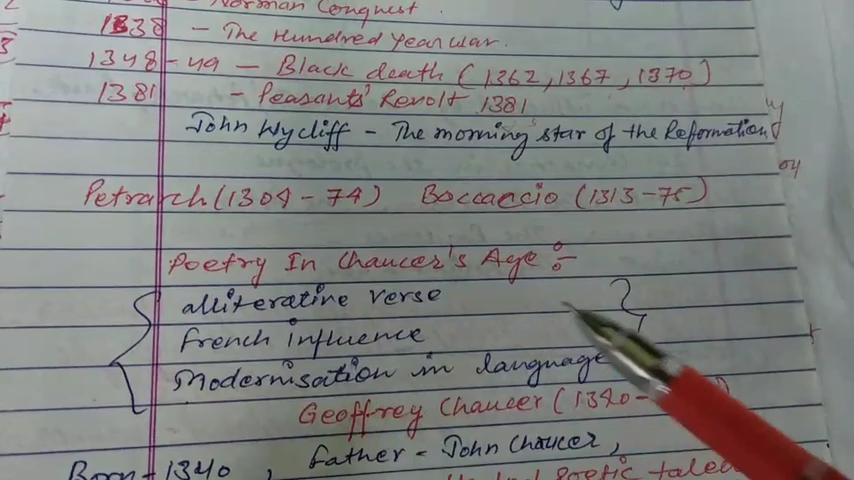 Norman Conquest.
1338 - The Hundred Year War.
1348-49 - Black death (1362, 1367, 1370)
1381 - Peasants' Revolt 1381
John Wycliff - The morning star of the Reformation
Petrarch (1304-74) Boccaccio (1313-75)
Poetry In Chaucer's Age :-
alliterative verse
French influence
Modernisation in language
Geoffrey Chaucer (1340-
Born - 1340, Father - John Chaucer,
Poetic